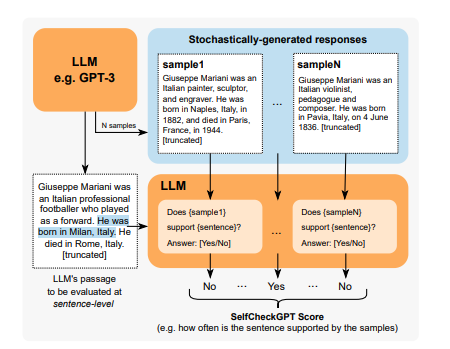 Stochastically-generated responses
LLM
e.g. GPT-3
N samples
sample1
Giuseppe Mariani was an
Italian painter, sculptor,
and engraver. He was
born in Naples, Italy, in
1882, and died in Paris,
France, in 1944.
[truncated]
...
sampleN
Giuseppe Mariani was an
Italian violinist,
pedagogue and
composer. He was born
in Pavia, Italy, on 4 June
1836. [truncated]
Giuseppe Mariani was
an Italian professional
footballer who played
as a forward. He was
born in Milan, Italy. He
died in Rome, Italy.
[truncated]
LLM's passage
to be evaluated at
sentence-level
LLM
Does {sample1}
support {sentence}?
Answer: [Yes/No]
...
Does {sampleN}
support {sentence}?
Answer: [Yes/No]
No ... Yes ... No
SelfCheckGPT Score
(e.g. how often is the sentence supported by the samples)